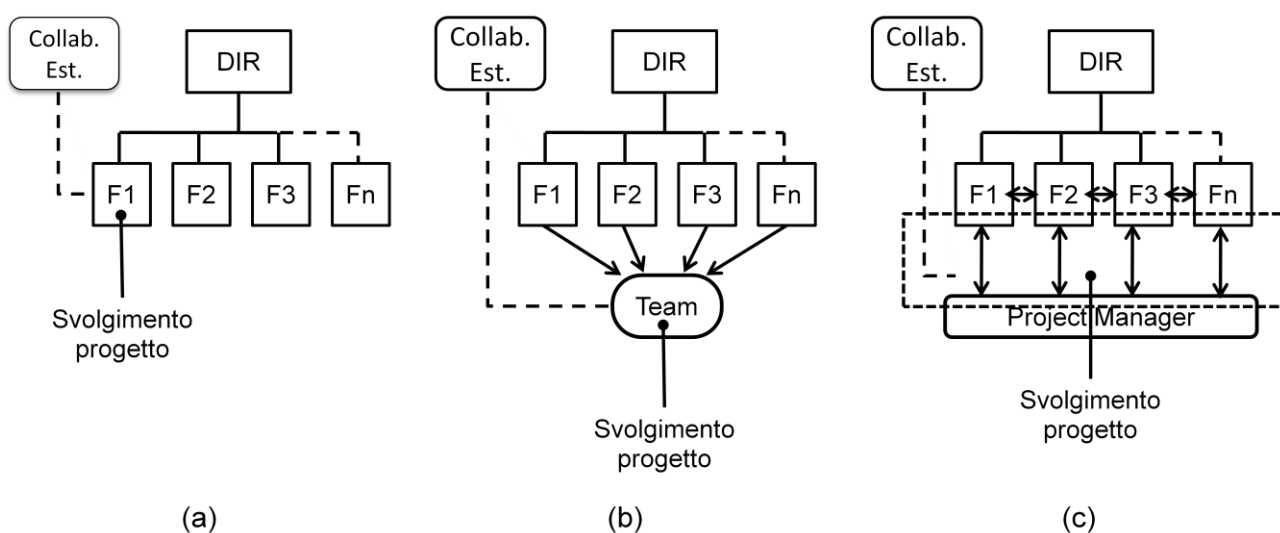 Collab.
Est.
DIR
F1
F2
F3
Fn
Svolgimento
progetto
(a)
Collab.
Est.
DIR
F1
F2
F3
Fn
Team
Svolgimento
progetto
(b)
Collab.
Est.
DIR
F1
F2
F3
Fn
Project Manager
Svolgimento
progetto
(c)